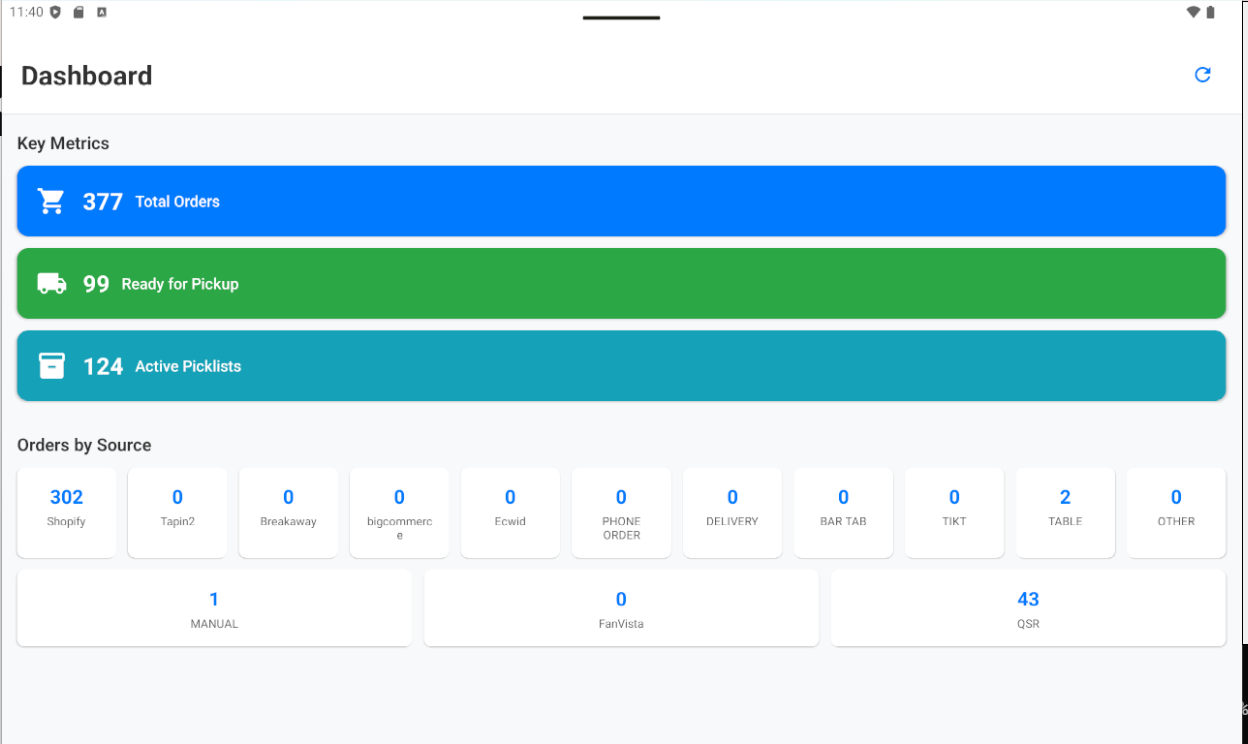 11:40
Dashboard
Key Metrics
377 Total Orders
99 Ready for Pickup
124 Active Picklists
Orders by Source
302 0 0 0 0 0 0 0 0 2 0
Shopify Tapin2 Breakaway bigcommerc Ecwid PHONE DELIVERY BAR TAB TIKT TABLE OTHER
e ORDER
1 0 43
MANUAL FanVista QSR